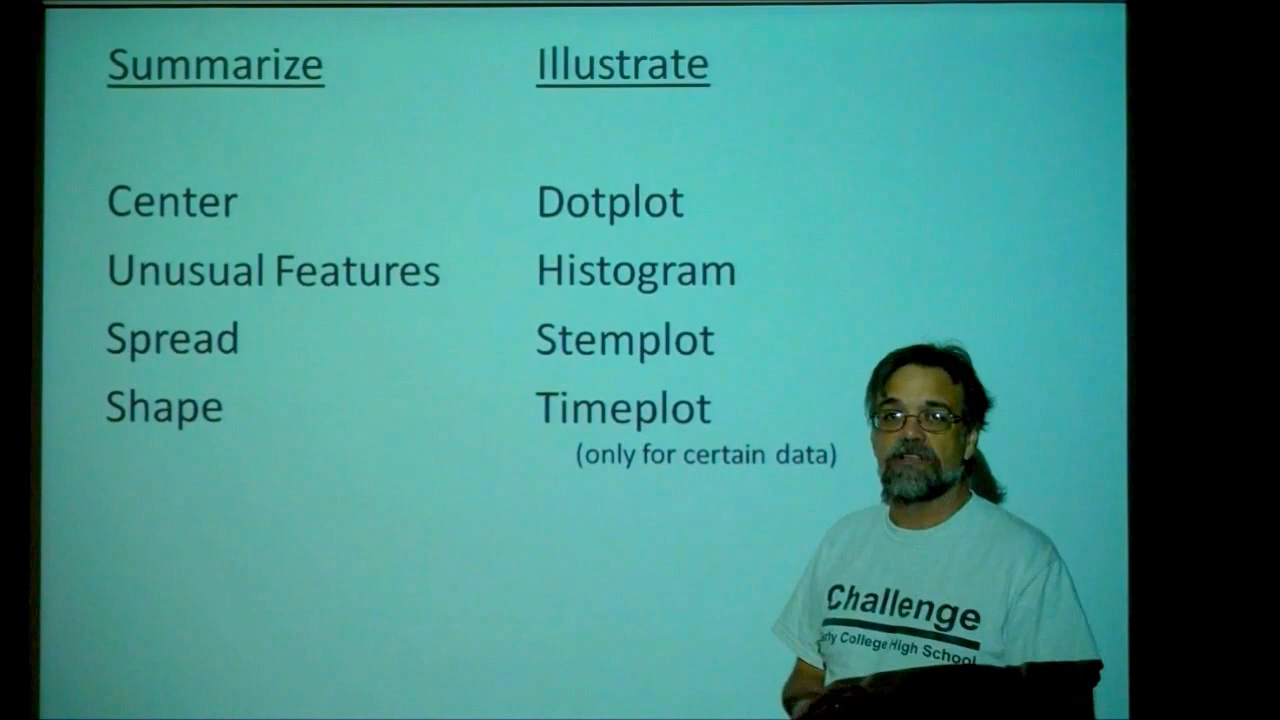 Summarize
Illustrate
Center
Dotplot
Unusual Features
Histogram
Spread
Stemplot
Shape
Timeplot
(only for certain data)
Challenge
College High School